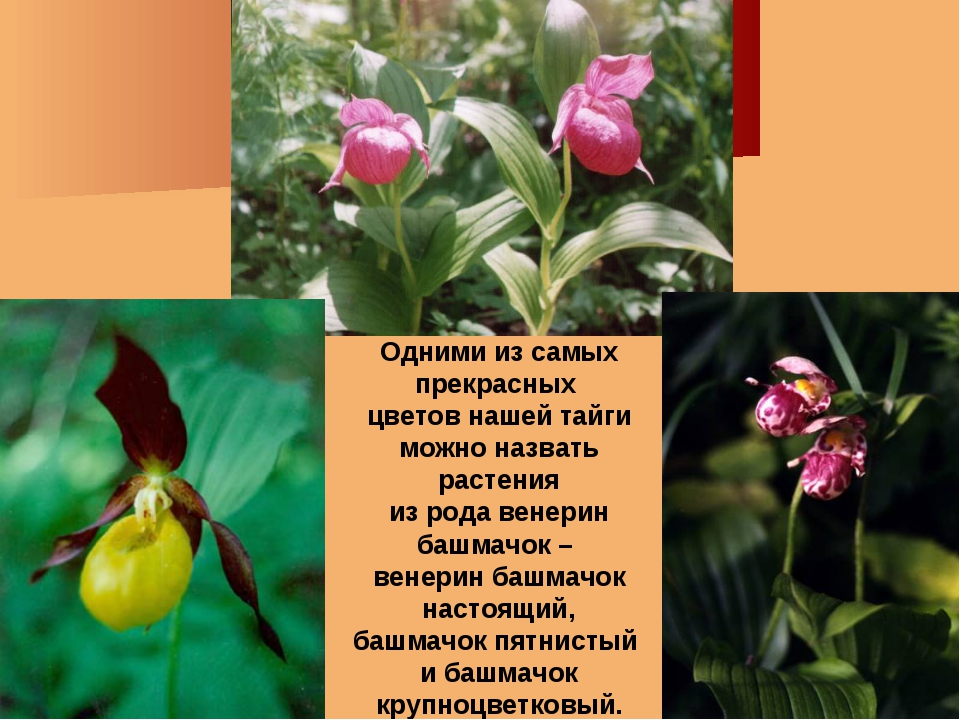 Одними из самых
прекрасных
цветов нашей тайги
можно назвать
растения
из рода венерин
башмачок –
венерин башмачок
настоящий,
башмачок пятнистый
и башмачок
крупноцветковый.